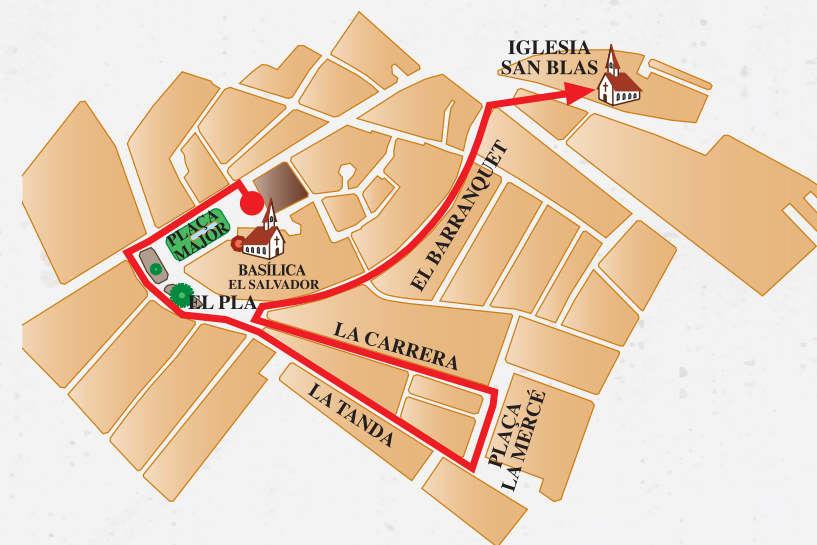 IGLESIA
SAN BLAS
EL BARRANQUET
PLAÇA
MAJOR
BASÍLICA
EL SALVADOR
EL PLA
LA CARRERA
LA TANDA
PLAÇA
LA MERCÉ